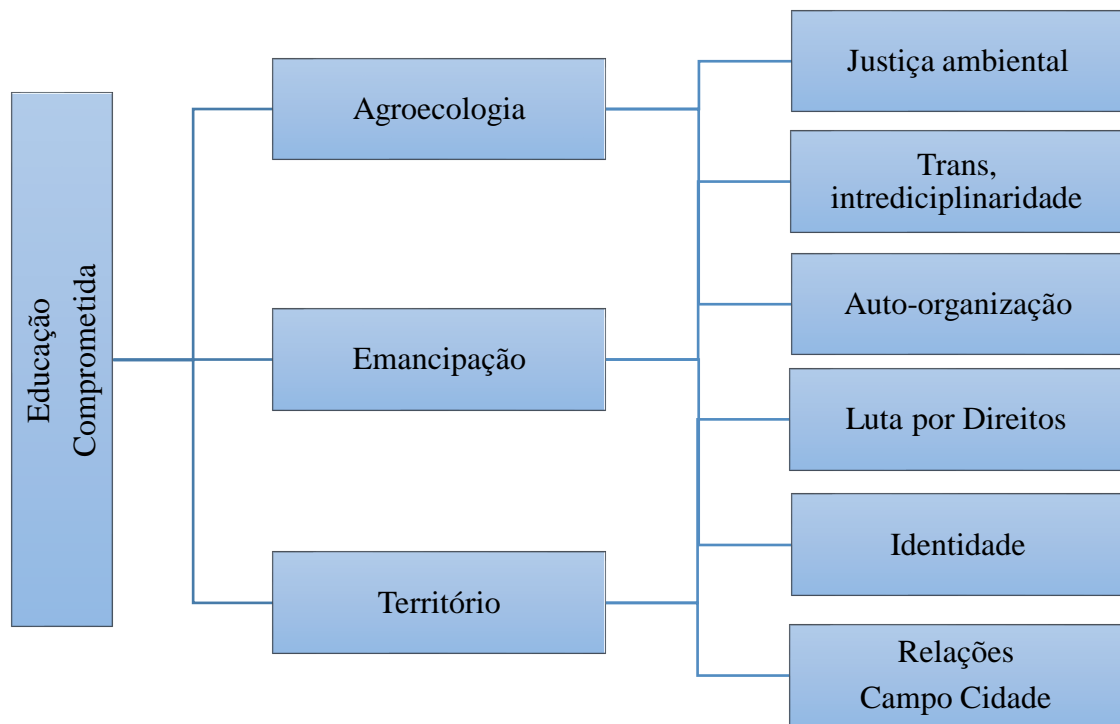 Educação
Comprometida
Agroecologia
Emancipação
Território
Justiça ambiental
Trans,
intrediciplinaridade
Auto-organização
Luta por Direitos
Identidade
Relações
Campo Cidade